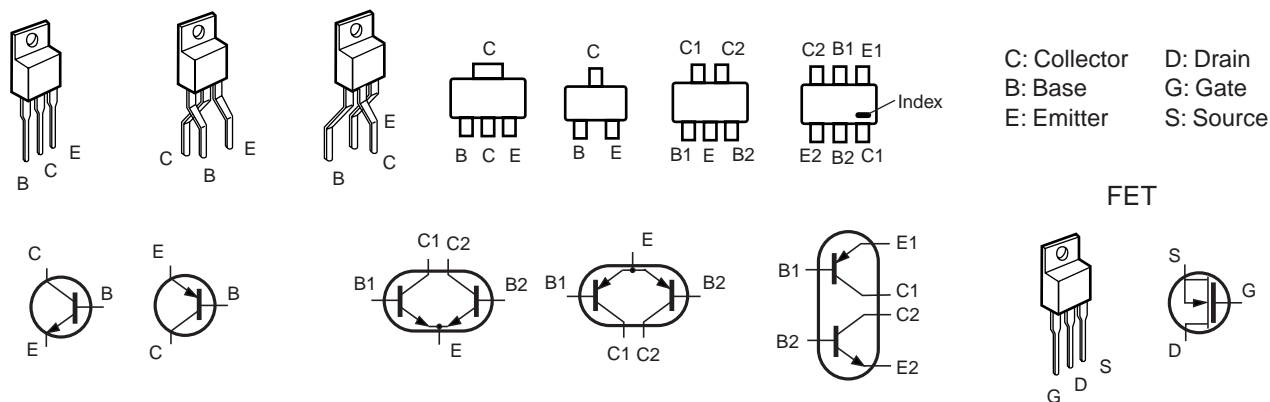 C C C1 C2 C2 B1 E1
C: Collector D: Drain
B: Base G: Gate
E: Emitter S: Source
Index
B C E
C B E
B E C
B C E
B E
B1 E B2
E2 B2 C1
FET
C B E
E B C
C1 C2
B1 B2
E
E
B1 B2
C1 C2
E1
B1
C1
C2
B2
E2
G D S
S
G
D